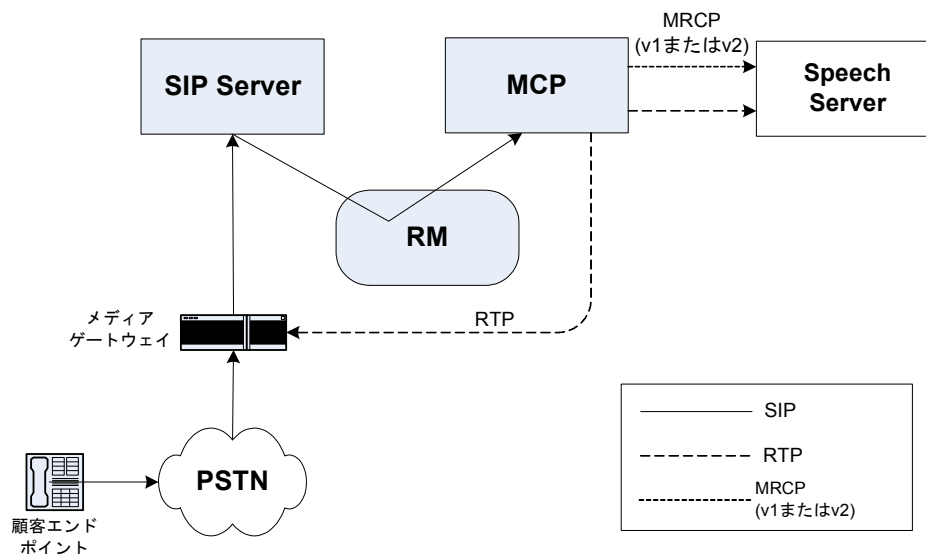 MRCP
(v1またはv2)
SIP Server
MCP
Speech
Server
RM
メディア
ゲートウェイ
RTP
PSTN
顧客エンド
ポイント
SIP
RTP
MRCP
(v1またはv2)